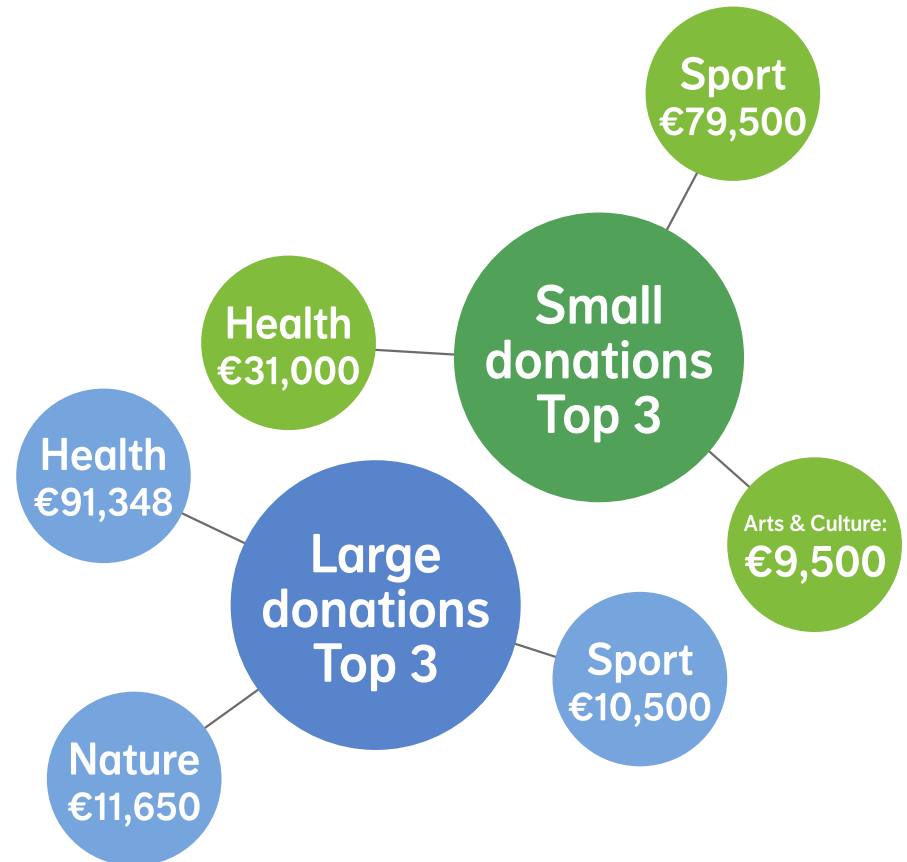 Sport
€79,500
Small
donations
Top 3
Health
€31,000
Arts & Culture:
€9,500
Health
€91,348
Large
donations
Top 3
Sport
€10,500
Nature
€11,650